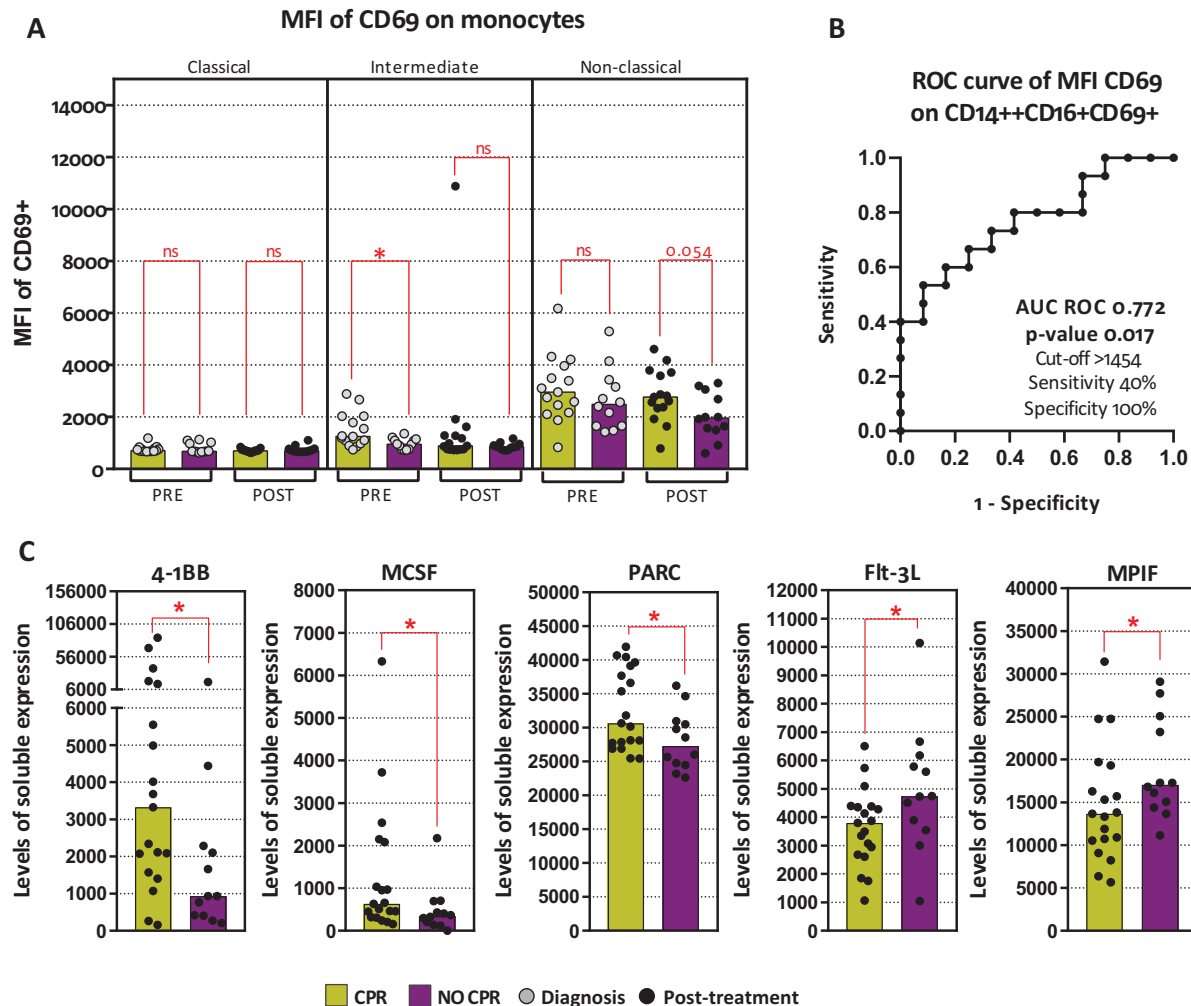 A
MFI of CD69 on monocytes
Classical
Intermediate
Non-classical
MFI of CD69+
14000
12000
10000
8000
6000
4000
2000
0
ns
ns
*
ns
ns
0.054
PRE
POST
PRE
POST
PRE
POST
B
ROC curve of MFI CD69
on CD14++CD16+CD69+
Sensitivity
1.0
0.8
0.6
0.4
0.2
0.0
AUC ROC 0.772
p-value 0.017
Cut-off >1454
Sensitivity 40%
Specificity 100%
0.0 0.2 0.4 0.6 0.8 1.0
1 - Specificity
C
4-1BB
Levels of soluble expression
156000
106000
56000
6000
6000
5000
4000
3000
2000
1000
0
*
MCSF
Levels of soluble expression
8000
7000
6000
5000
4000
3000
2000
1000
0
*
PARC
Levels of soluble expression
50000
45000
40000
35000
30000
25000
20000
15000
10000
5000
0
*
Flt-3L
Levels of soluble expression
12000
11000
10000
9000
8000
7000
6000
5000
4000
3000
2000
1000
0
*
MPIF
Levels of soluble expression
40000
35000
30000
25000
20000
15000
10000
5000
0
*
CPR NO CPR Diagnosis Post-treatment